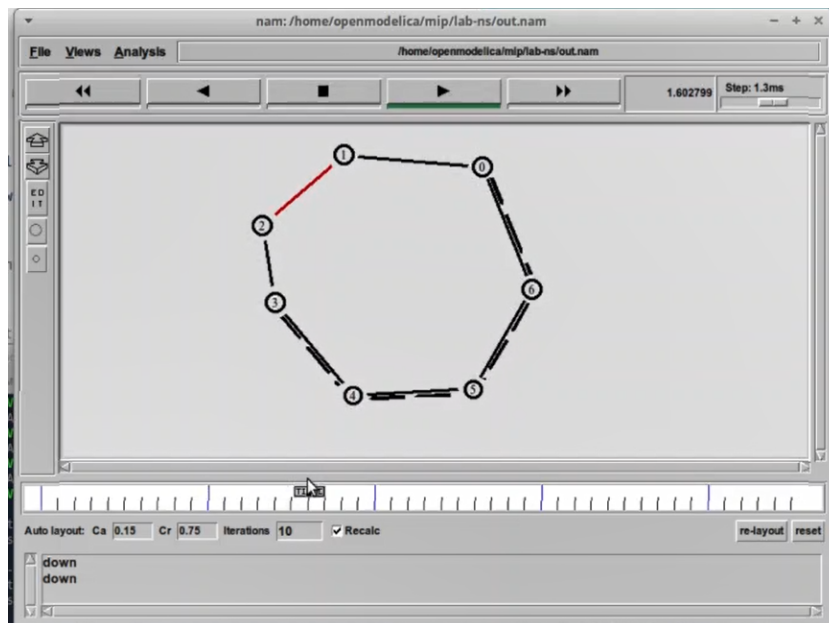 nam: /home/openmodelica/mip/lab-ns/out.nam
File Views Analysis /home/openmodelica/mip/lab-ns/out.nam
1.602799 Step: 1.3ms
ED
IT
1
0
2
6
3
5
4
Auto layout: Ca 0.15 Cr 0.75 Iterations 10 Recalc re-layout reset
down
down